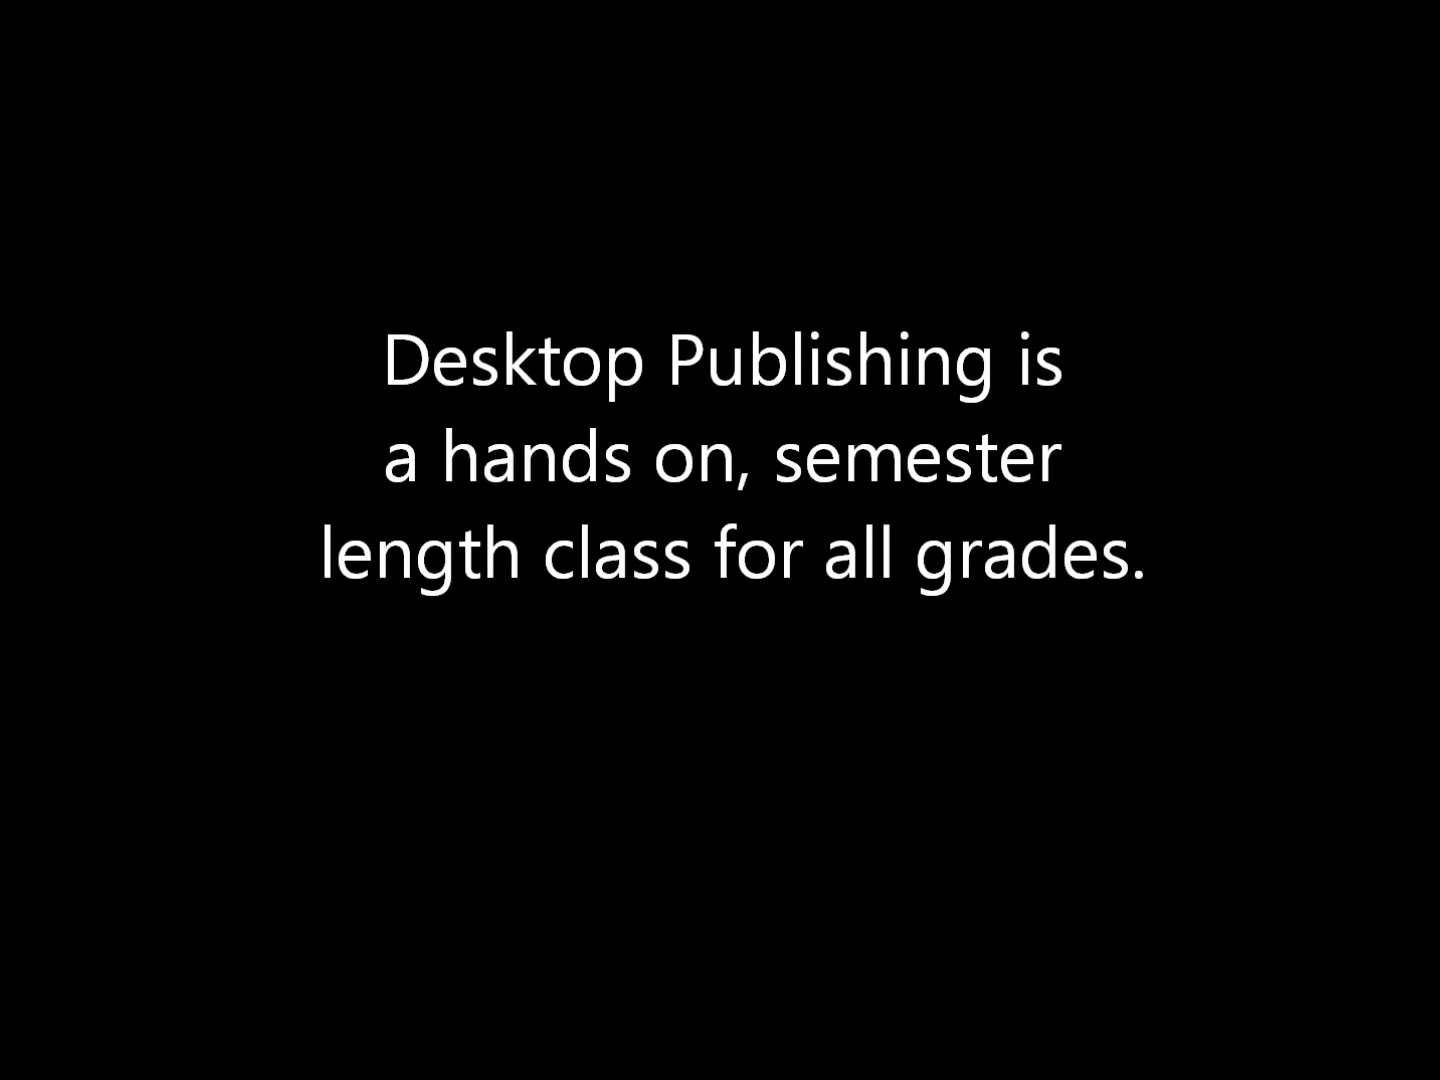 Desktop Publishing is
a hands on, semester
length class for all grades.